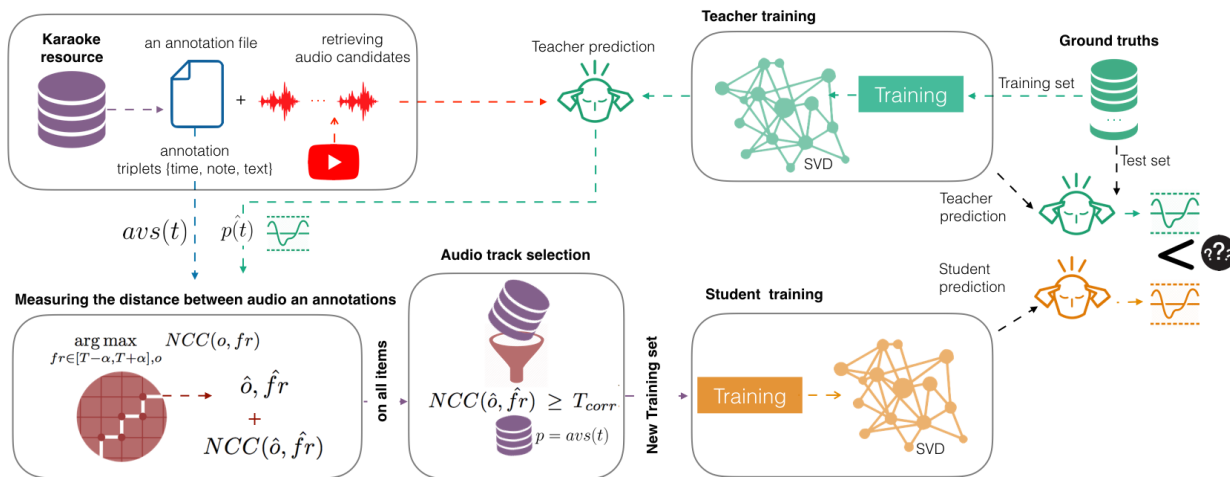 Karaoke
resource
an annotation file
retrieving
audio candidates
+
...
annotation
triplets {time, note, text}
Teacher prediction
Teacher training
Training
SVD
Training set
Ground truths
...
Test set
Teacher
prediction
<
???
Student
prediction
avs(t)
p̂(t)
Measuring the distance between audio an annotations
arg max NCC(o, fr)
fr∈[T−α,T+α],o
ô, f̂r
+
NCC(ô, f̂r)
on all items
Audio track selection
NCC(ô, f̂r) ≥ T_corr
p = avs(t)
New Training set
Student training
Training
SVD